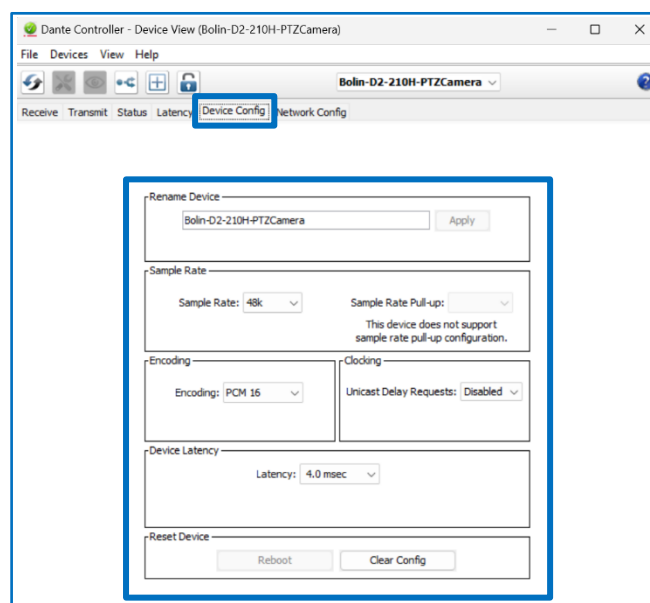 Dante Controller - Device View (Bolin-D2-210H-PTZCamera)
File Devices View Help
Bolin-D2-210H-PTZCamera
?
Receive Transmit Status Latency Device Config Network Config
Rename Device
Bolin-D2-210H-PTZCamera Apply
Sample Rate
Sample Rate: 48k Sample Rate Pull-up:
This device does not support
sample rate pull-up configuration.
Encoding Clocking
Encoding: PCM 16 Unicast Delay Requests: Disabled
Device Latency
Latency: 4.0 msec
Reset Device
Reboot Clear Config